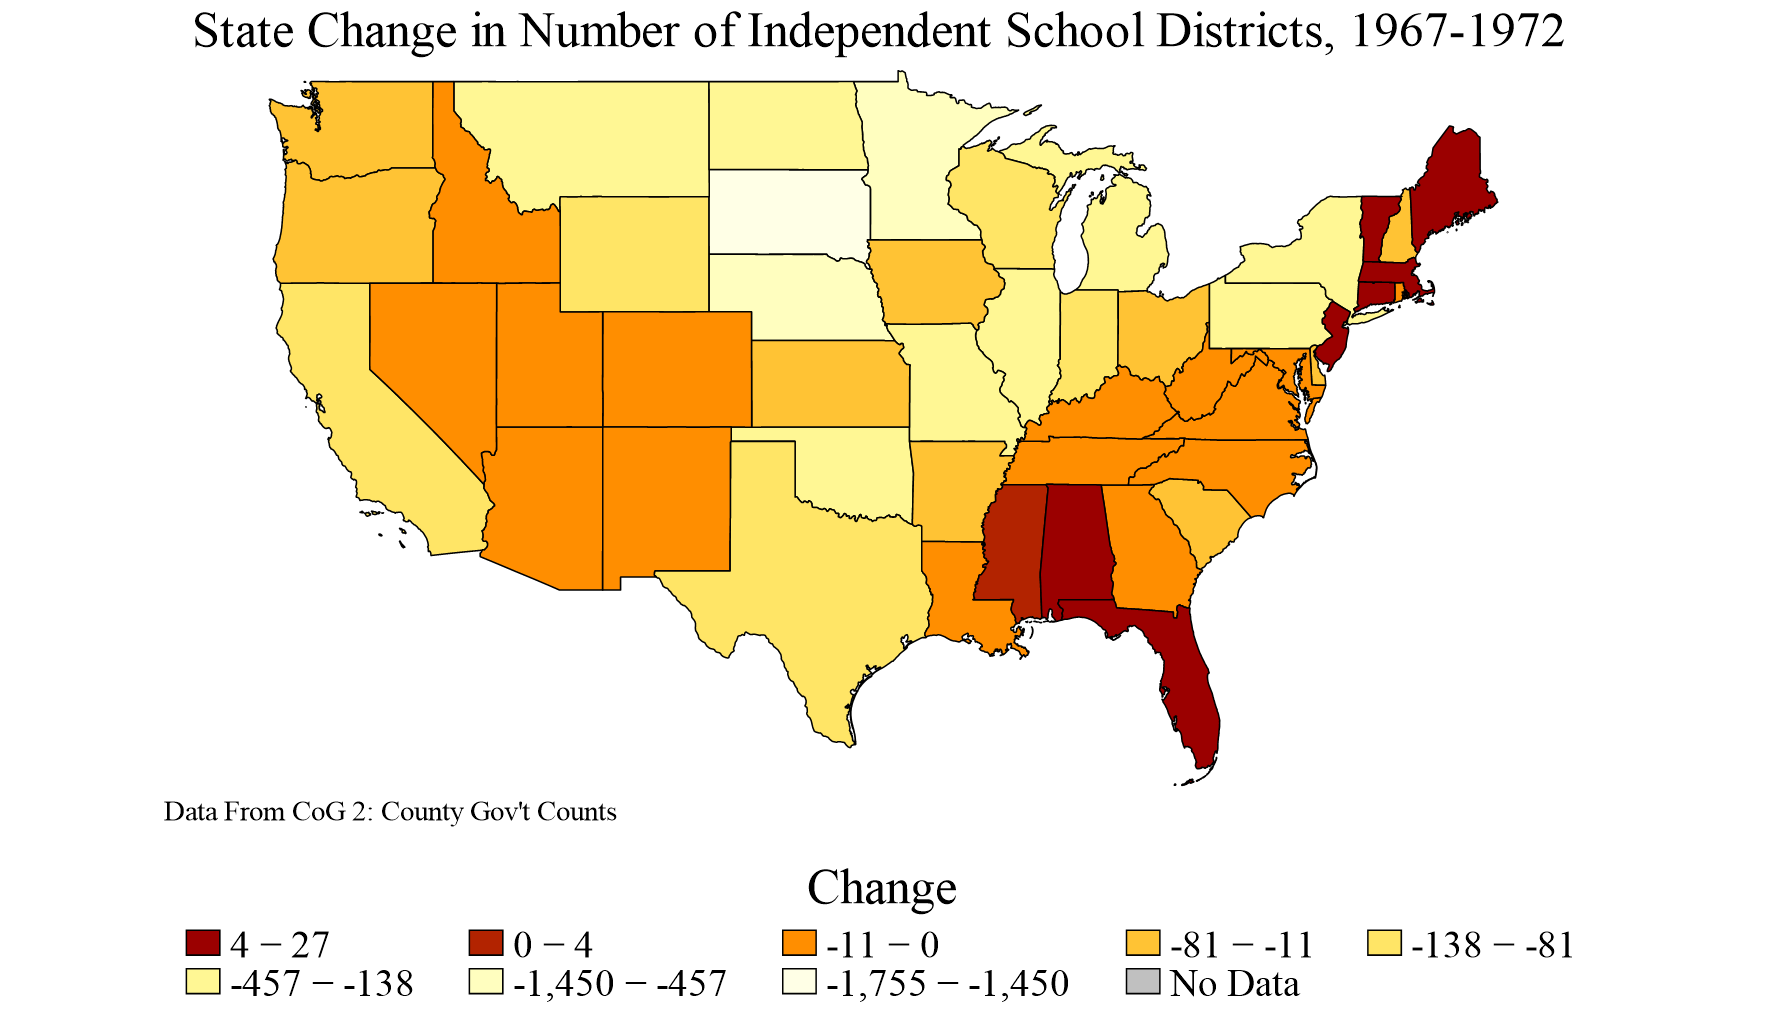 State Change in Number of Independent School Districts, 1967-1972
Data From CoG 2: County Gov't Counts
Change
4 – 27 0 – 4 -11 – 0 -81 – -11 -138 – -81
-457 – -138 -1,450 – -457 -1,755 – -1,450 No Data